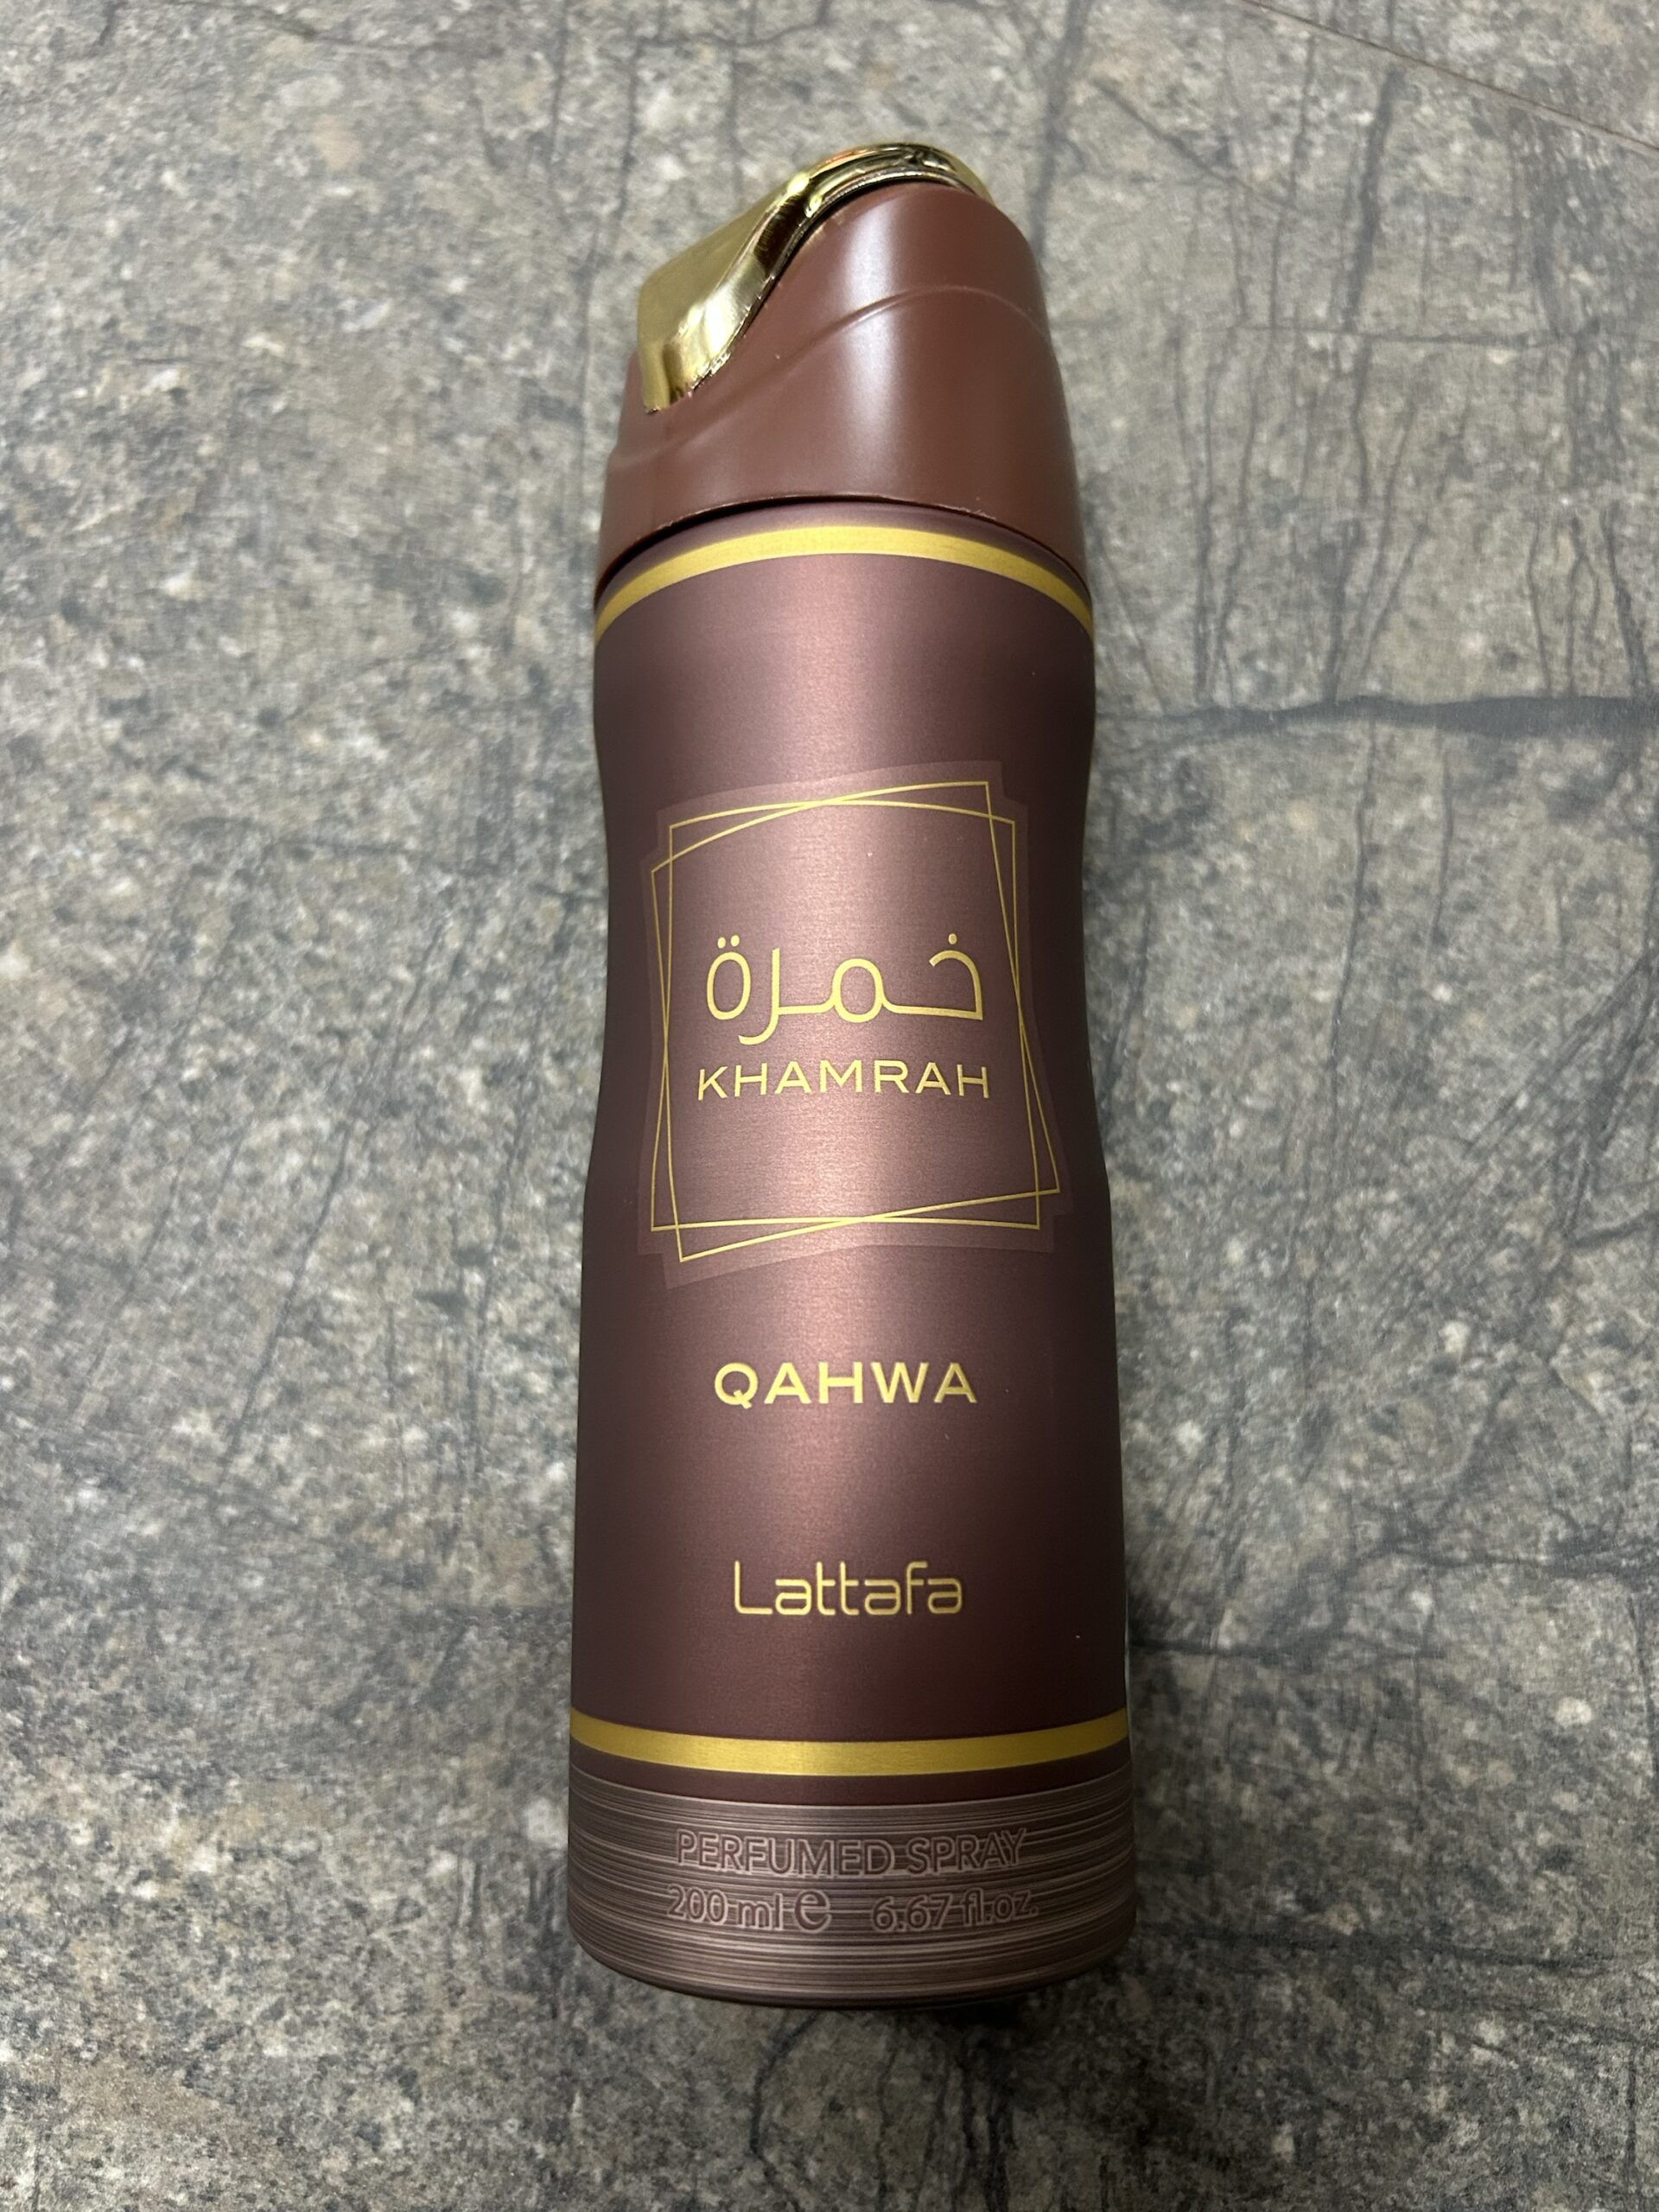 خمرة
KHAMRAH
QAHWA
Lattafa
PERFUMED SPRAY
200 ml e 6.67 fl.oz.